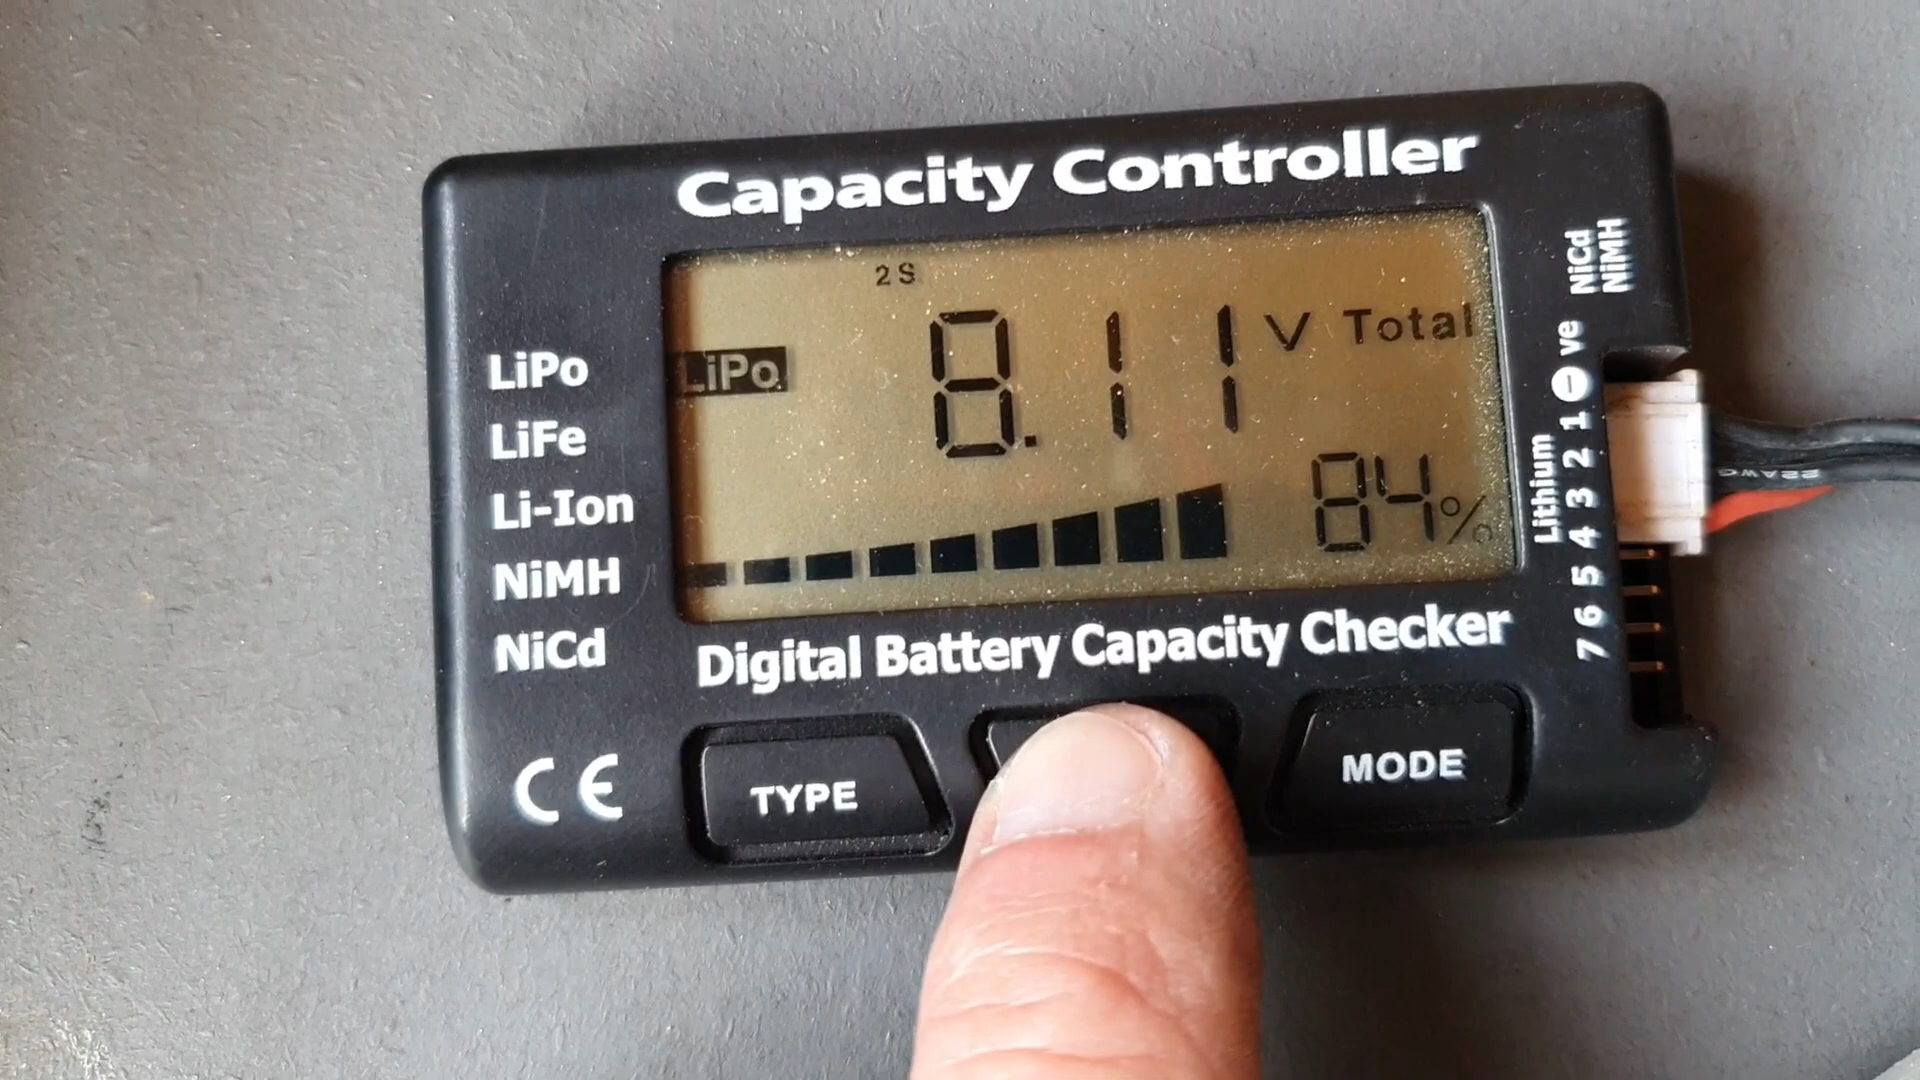 Capacity Controller
2S
8.11 V Total
LiPo
84%
LiPo
LiFe
Li-Ion
NiMH
NiCd
Digital Battery Capacity Checker
CE
TYPE
MODE
NiCd
NiMH
Lithium
7 6 5 4 3 2 1 ⊖ ve
22AWG